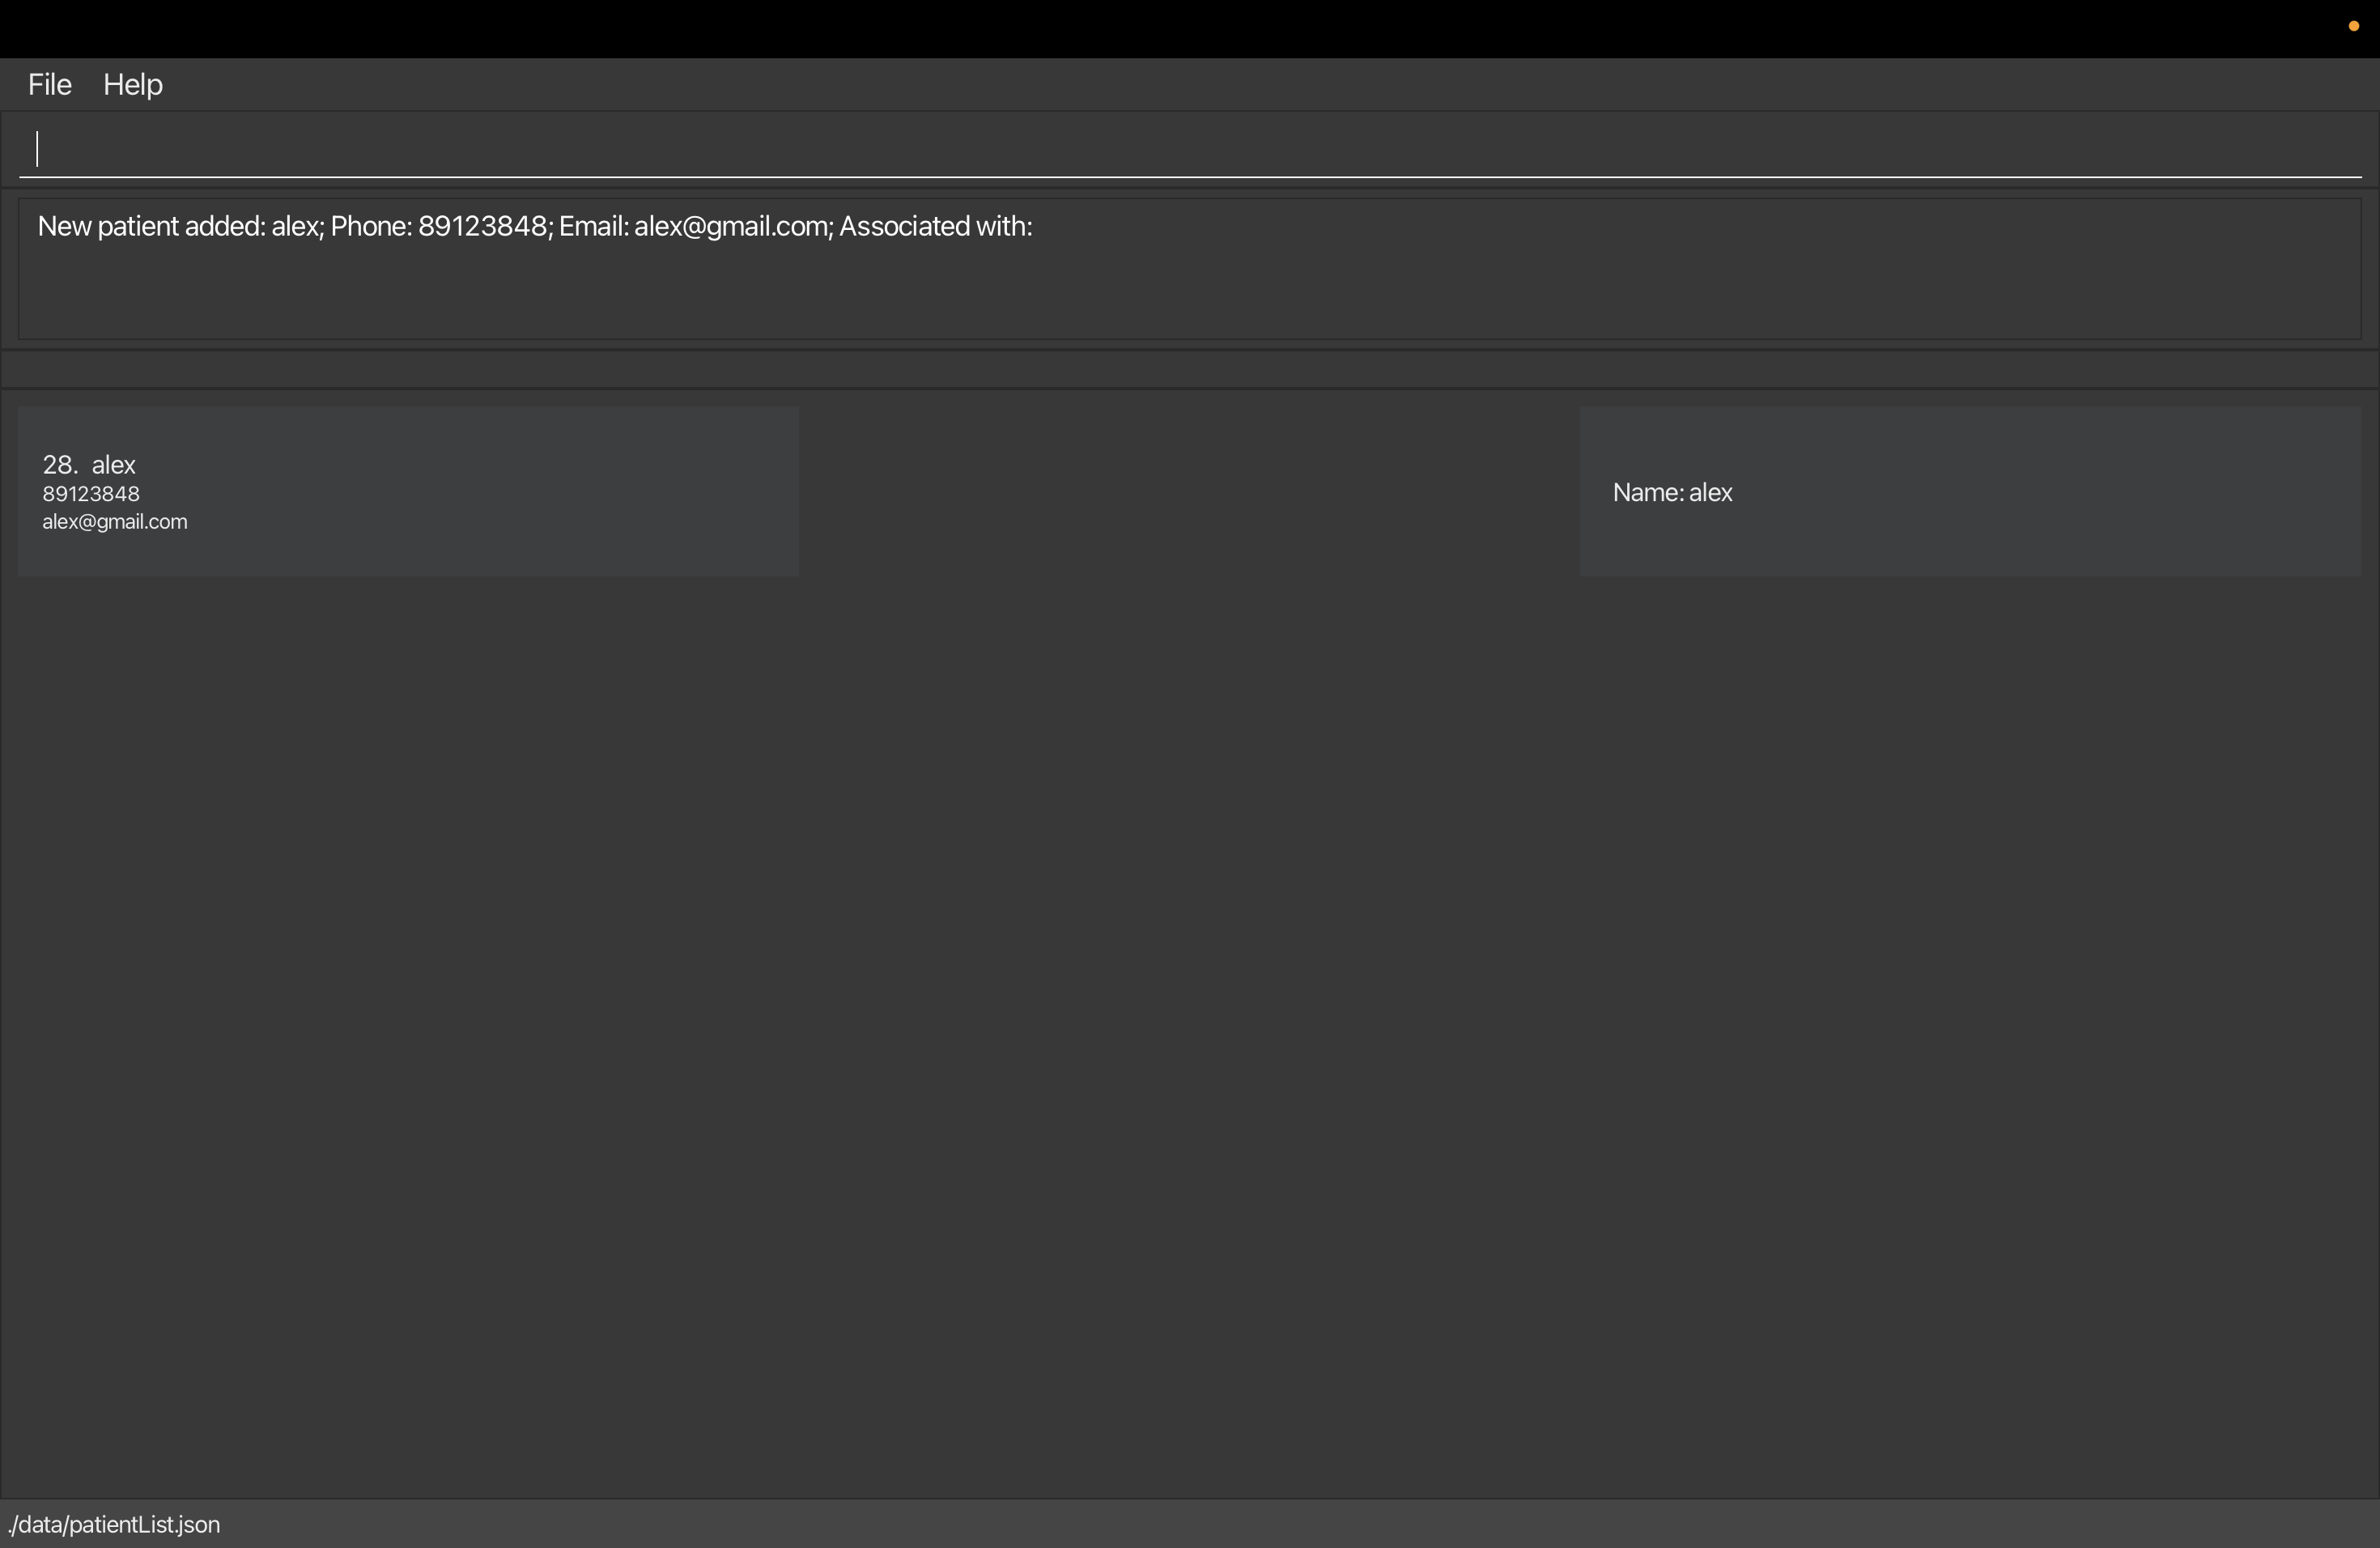 File Help
New patient added: alex; Phone: 89123848; Email: alex@gmail.com; Associated with:
28. alex
89123848
alex@gmail.com
Name: alex
./data/patientList.json